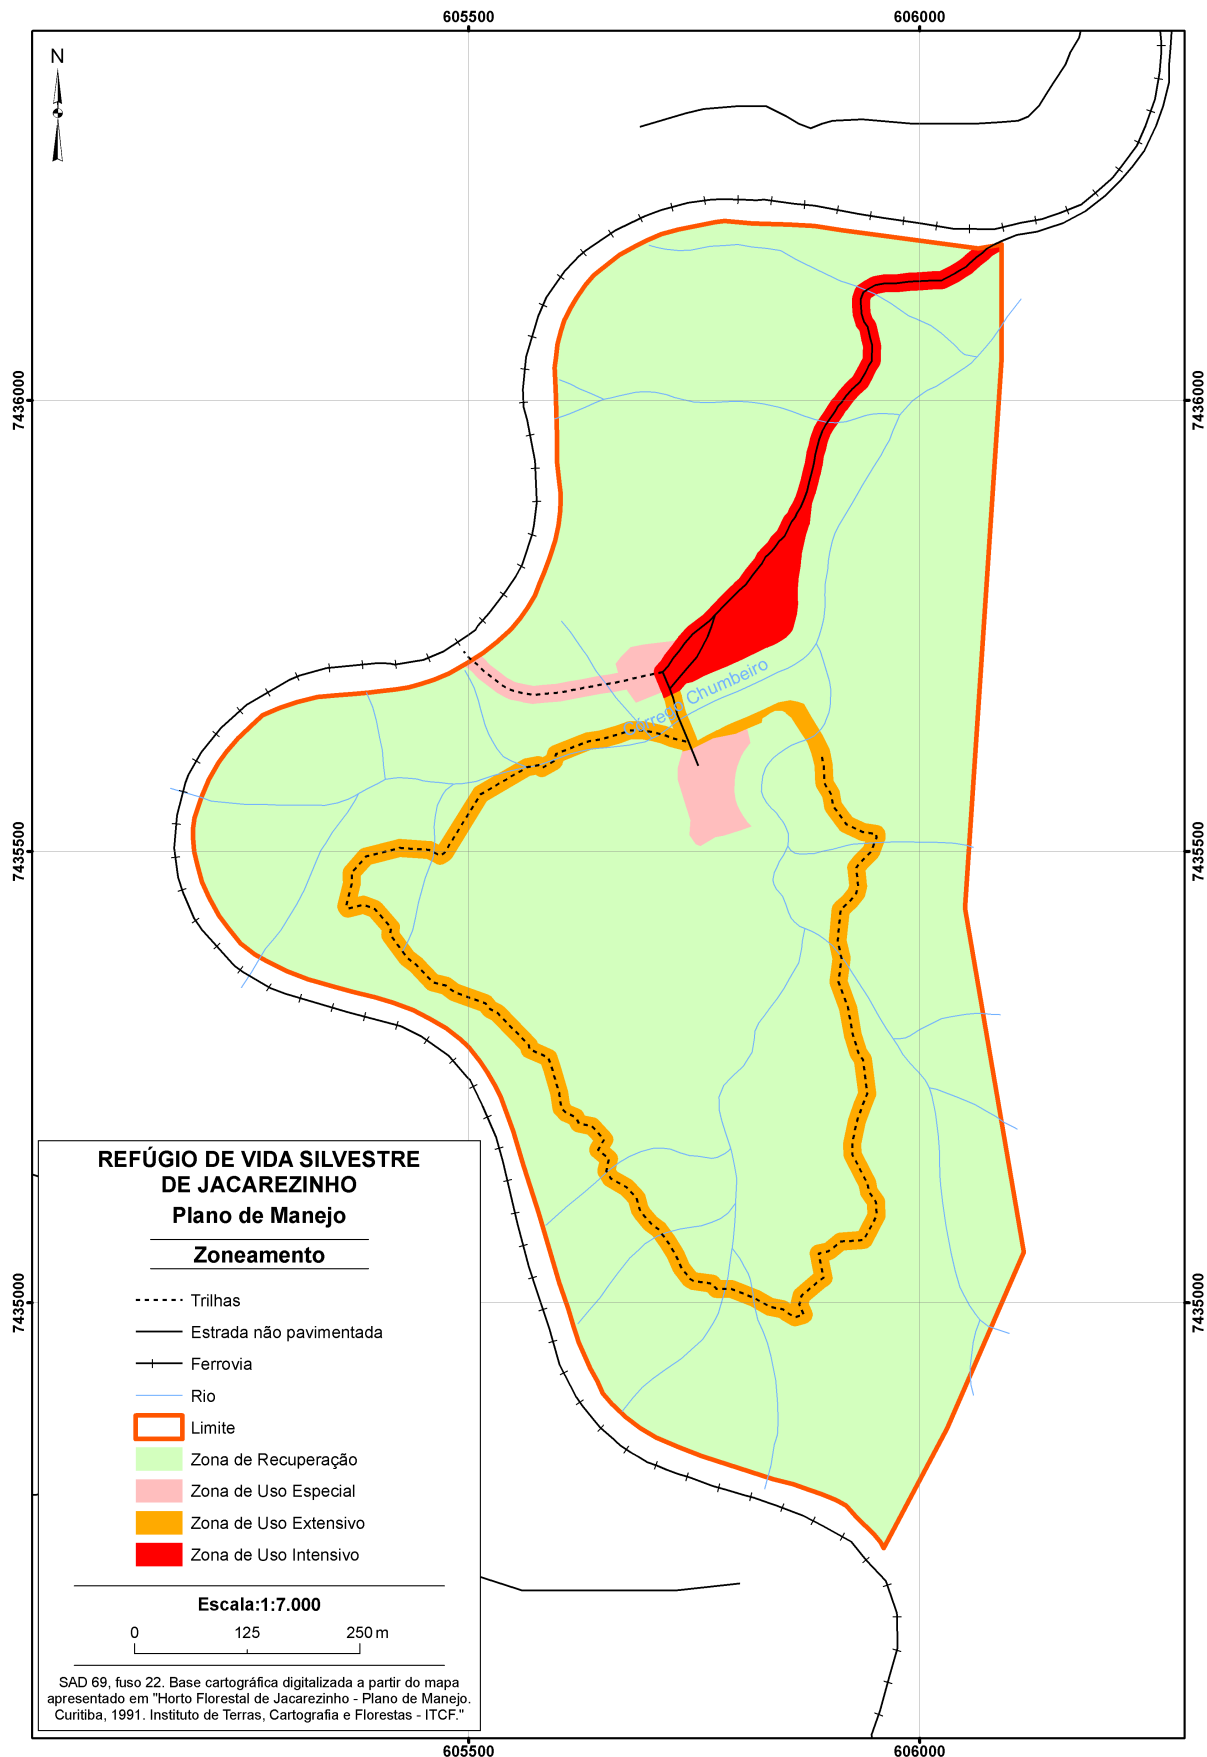 605500
606000
N
7436000
7436000
Córrego Chumbeiro
7435500
7435500
REFÚGIO DE VIDA SILVESTRE
DE JACAREZINHO
Plano de Manejo
Zoneamento
Trilhas
Estrada não pavimentada
Ferrovia
Rio
Limite
Zona de Recuperação
Zona de Uso Especial
Zona de Uso Extensivo
Zona de Uso Intensivo
Escala:1:7.000
0 125 250 m
SAD 69, fuso 22. Base cartográfica digitalizada a partir do mapa
apresentado em "Horto Florestal de Jacarezinho - Plano de Manejo.
Curitiba, 1991. Instituto de Terras, Cartografia e Florestas - ITCF."
7435000
7435000
605500
606000